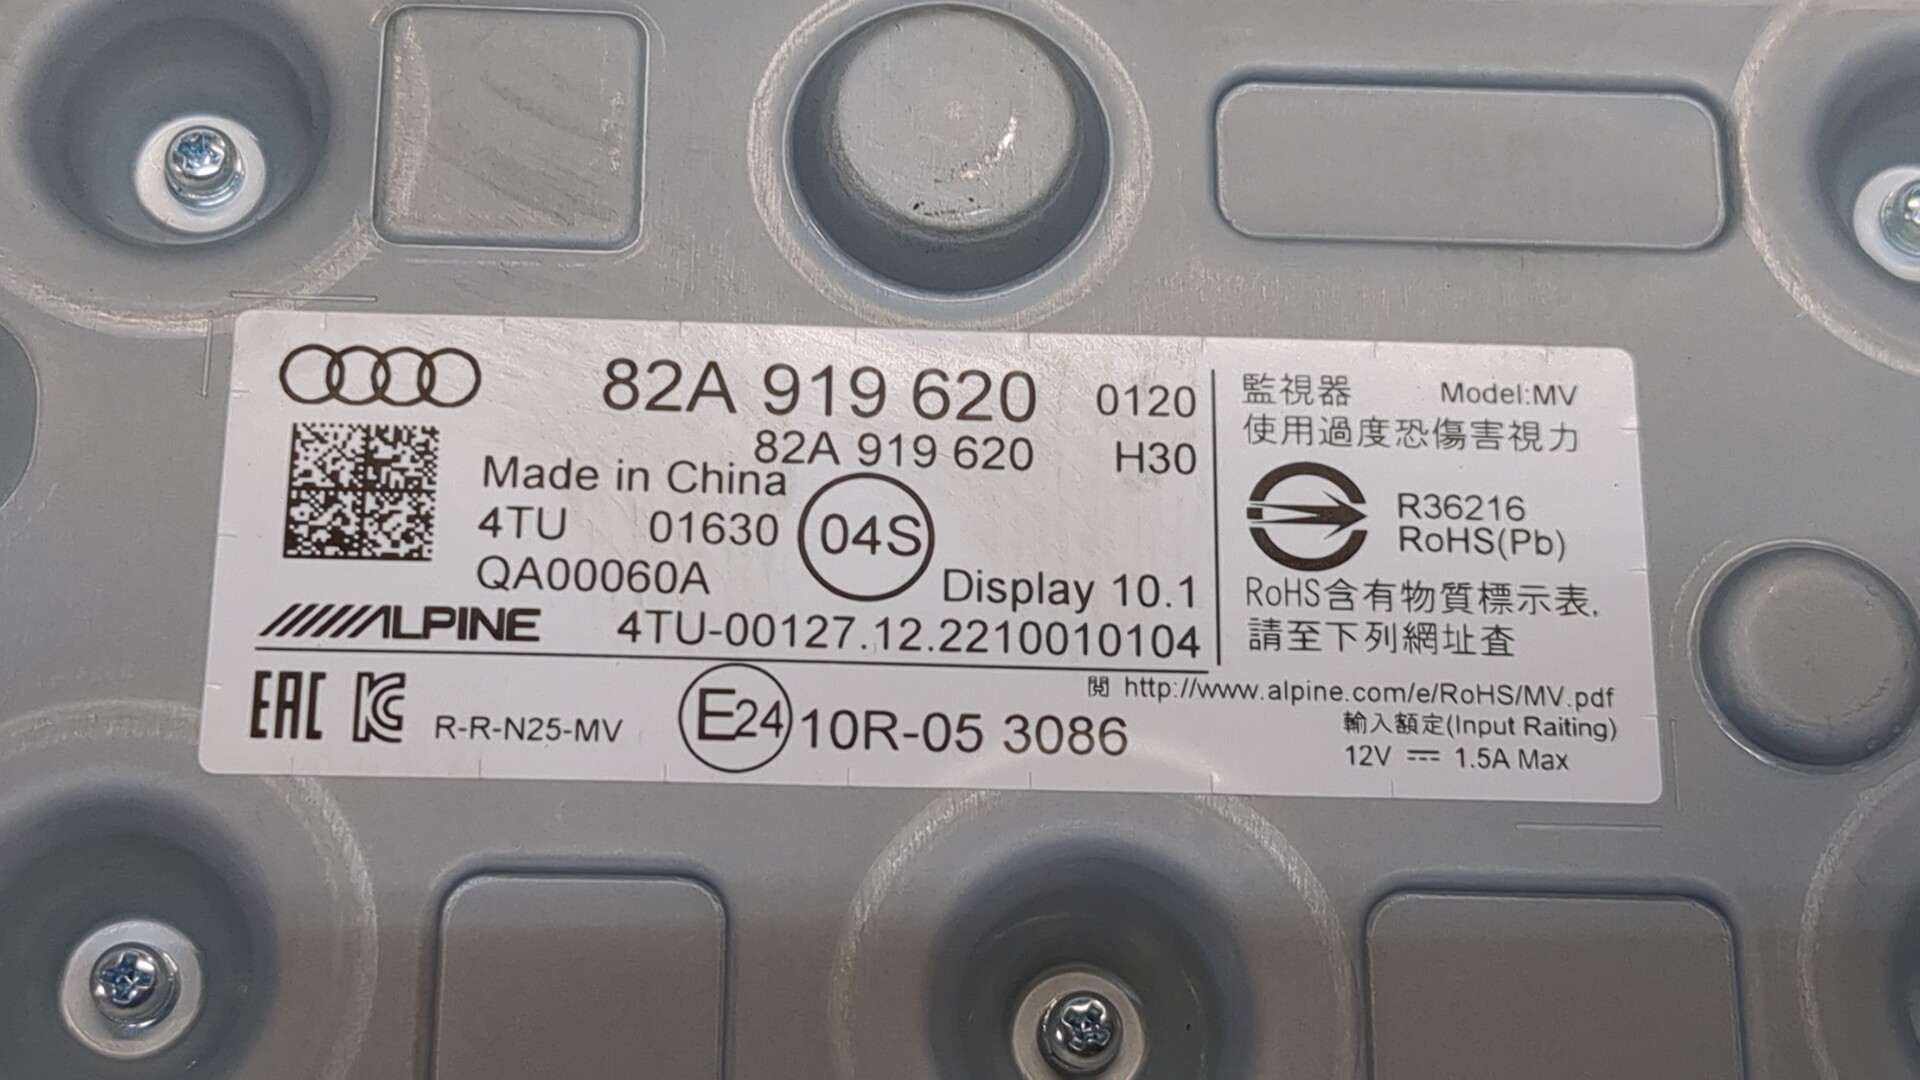 82A 919 620 0120
82A 919 620 H30
Made in China
4TU 01630 04S
QA00060A
Display 10.1
ALPINE 4TU-00127.12.2210010104
監視器 Model:MV
使用過度恐傷害視力
R36216
RoHS(Pb)
RoHS含有物質標示表,
請至下列網址查
閱 http://www.alpine.com/e/RoHS/MV.pdf
輸入額定(Input Raiting)
12V ⎓ 1.5A Max
EAC KC R-R-N25-MV E24 10R-05 3086